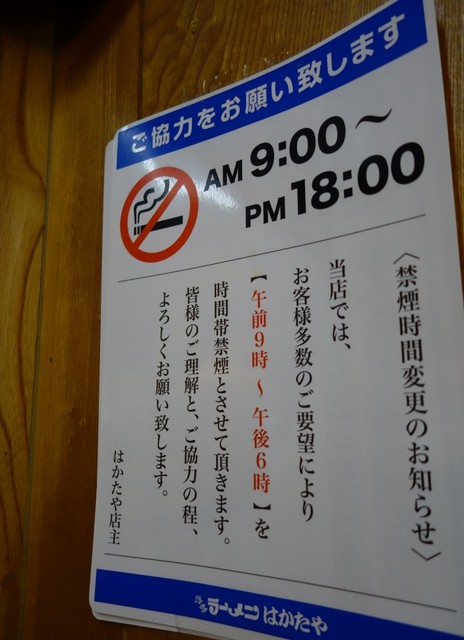 ご協力をお願い致します
AM 9:00〜
PM 18:00
〈禁煙時間変更のお知らせ〉
当店では、
お客様多数のご要望により
【午前9時 〜 午後6時】を
時間帯禁煙とさせて頂きます。
皆様のご理解と、ご協力の程、
よろしくお願い致します。
はかたや店主
博多ラーメンはかたや